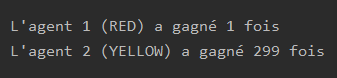 L'agent 1 (RED) a gagné 1 fois
L'agent 2 (YELLOW) a gagné 299 fois